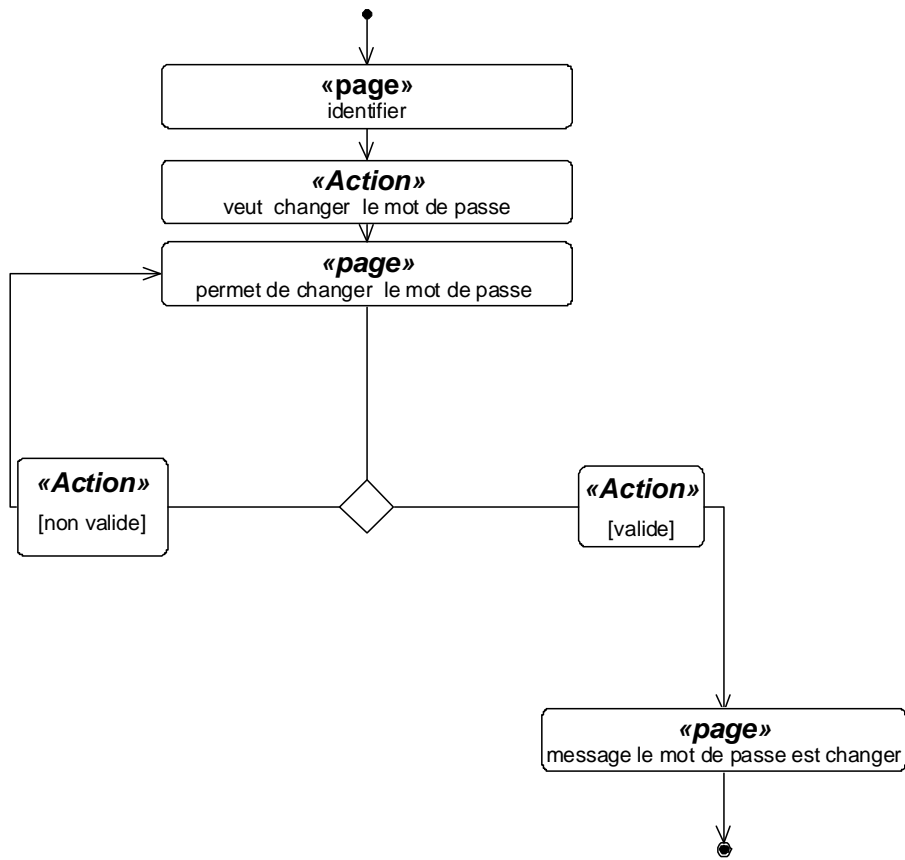 «page»
identifier
«Action»
veut changer le mot de passe
«page»
permet de changer le mot de passe
«Action»
[non valide]
«Action»
[valide]
«page»
message le mot de passe est changer